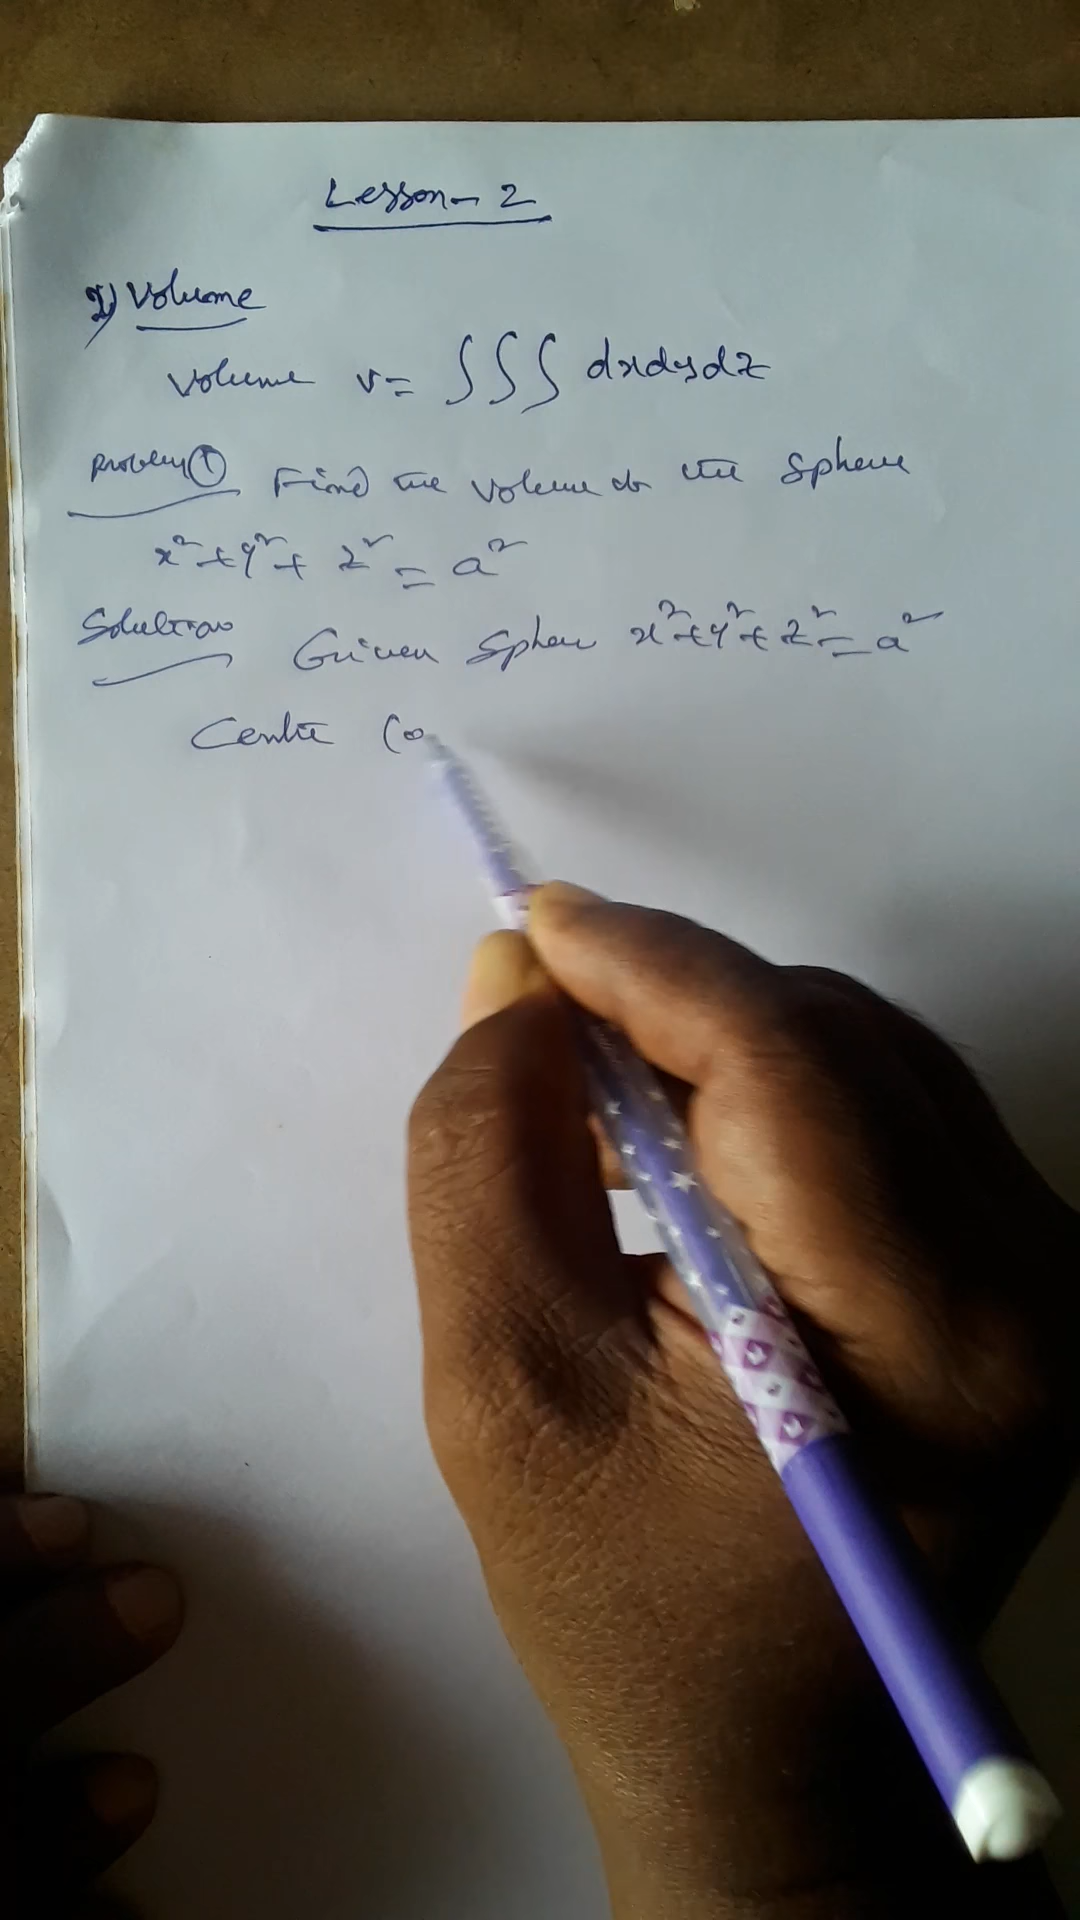 Lesson-2
1) Volume
Volume v= ∫∫∫ dxdydz
Problem ① Find the Volume of the Sphere
x²+y²+z²=a²
Solution Given Sphere x²+y²+z²=a²
Centre (0